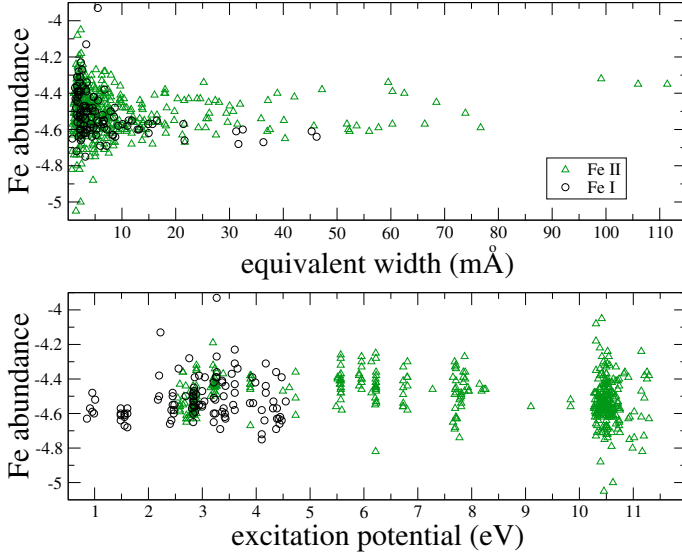 -4
-4.2
-4.4
-4.6
-4.8
-5
Fe abundance
Fe II
Fe I
10 20 30 40 50 60 70 80 90 100 110
equivalent width (mÅ)
-4
-4.2
-4.4
-4.6
-4.8
-5
Fe abundance
1 2 3 4 5 6 7 8 9 10 11
excitation potential (eV)